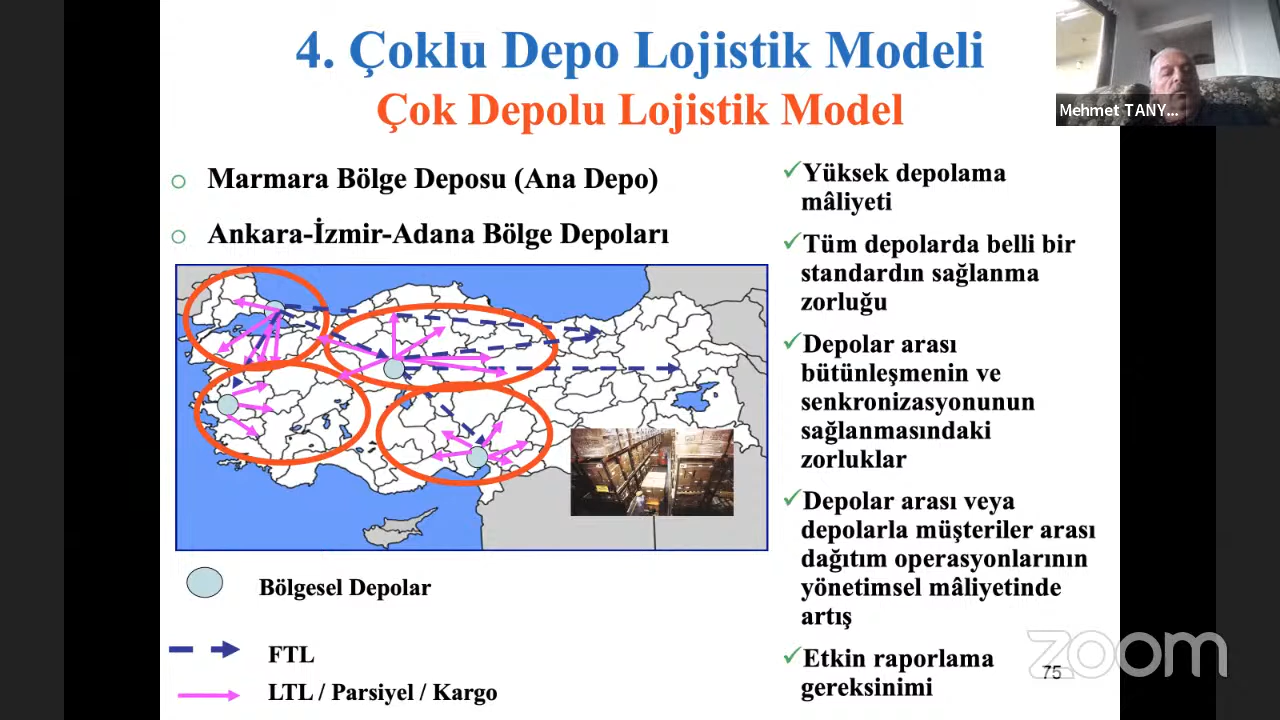 4. Çoklu Depo Lojistik Modeli
Çok Depolu Lojistik Model
Mehmet TANY...
Marmara Bölge Deposu (Ana Depo)
Ankara-İzmir-Adana Bölge Depoları
Bölgesel Depolar
FTL
LTL / Parsiyel / Kargo
Yüksek depolama
mâliyeti
Tüm depolarda belli bir
standardın sağlanma
zorluğu
Depolar arası
bütünleşmenin ve
senkronizasyonunun
sağlanmasındaki
zorluklar
Depolar arası veya
depolarla müşteriler arası
dağıtım operasyonlarının
yönetimsel mâliyetinde
artış
Etkin raporlama
gereksinimi
75
zoom